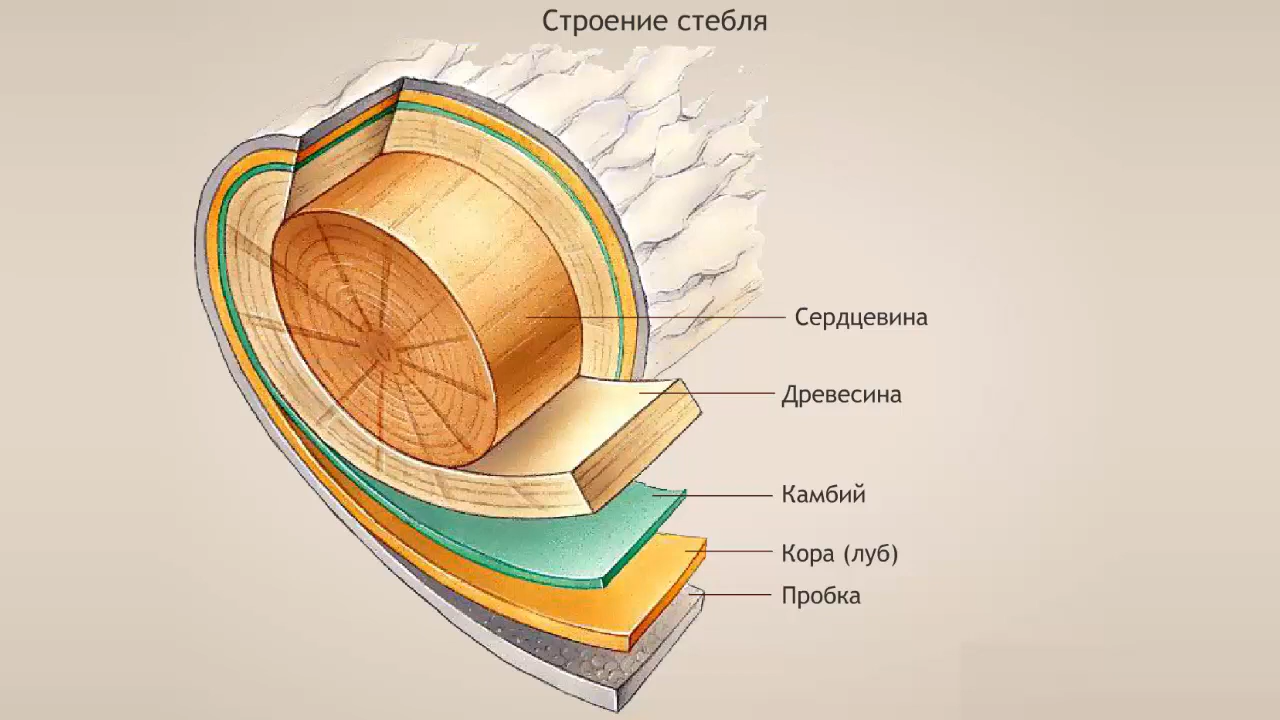 Строение стебля
Сердцевина
Древесина
Камбий
Кора (луб)
Пробка